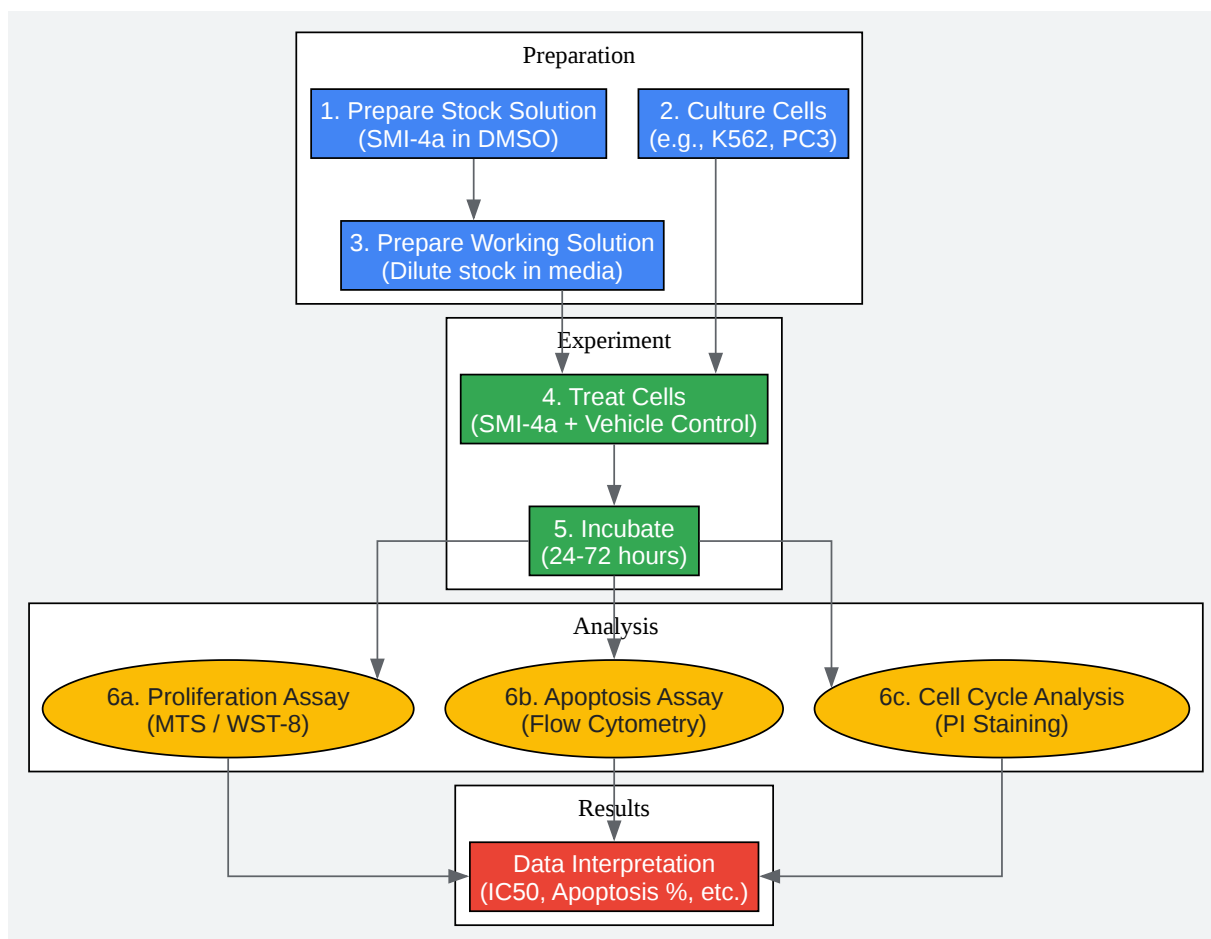 Preparation
1. Prepare Stock Solution
(SMI-4a in DMSO)
2. Culture Cells
(e.g., K562, PC3)
3. Prepare Working Solution
(Dilute stock in media)
Experiment
4. Treat Cells
(SMI-4a + Vehicle Control)
5. Incubate
(24-72 hours)
Analysis
6a. Proliferation Assay
(MTS / WST-8)
6b. Apoptosis Assay
(Flow Cytometry)
6c. Cell Cycle Analysis
(PI Staining)
Results
Data Interpretation
(IC50, Apoptosis %, etc.)